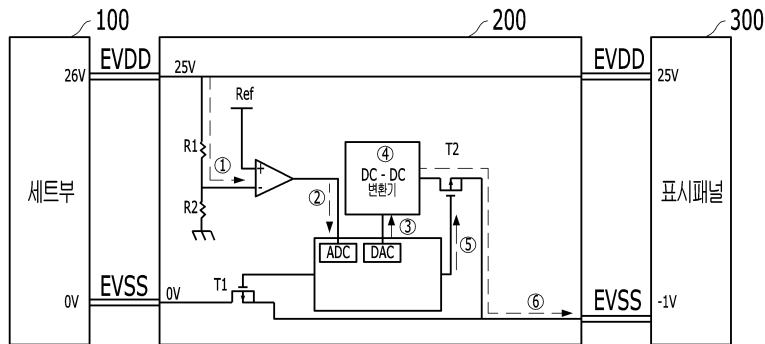 100
200
300
EVDD
EVDD
26V
25V
25V
Ref
R1
①
+
-
R2
②
④
DC - DC
변환기
T2
③
⑤
ADC
DAC
세트부
표시패널
T1
EVSS
EVSS
0V
0V
⑥
-1V